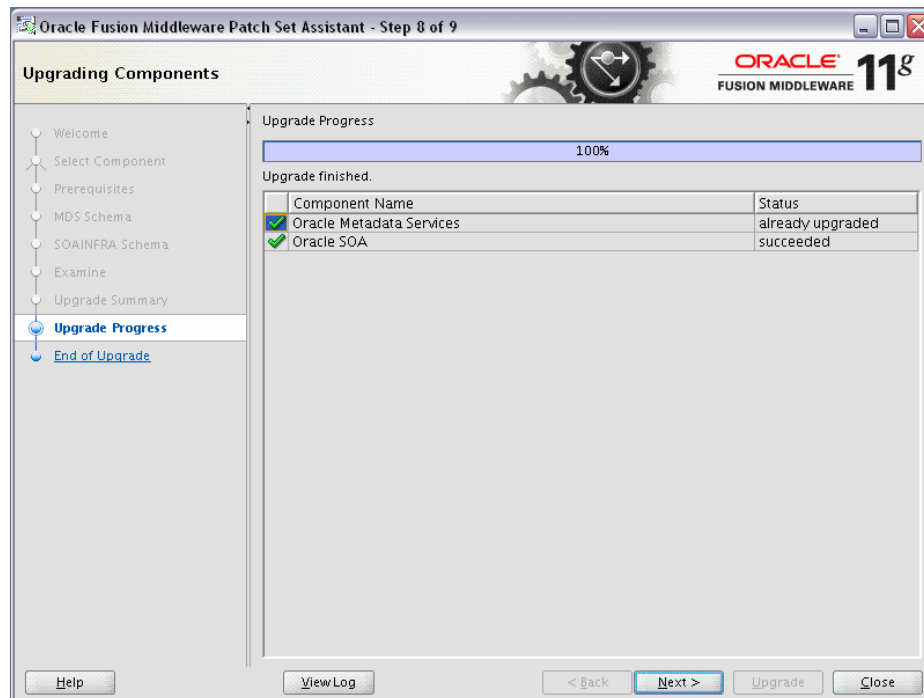 Oracle Fusion Middleware Patch Set Assistant - Step 8 of 9
Upgrading Components
ORACLE
FUSION MIDDLEWARE 11g
Welcome
Select Component
Prerequisites
MDS Schema
SOAINFRA Schema
Examine
Upgrade Summary
Upgrade Progress
End of Upgrade
Upgrade Progress
100%
Upgrade finished.
Component Name Status
Oracle Metadata Services already upgraded
Oracle SOA succeeded
Help View Log < Back Next > Upgrade Close